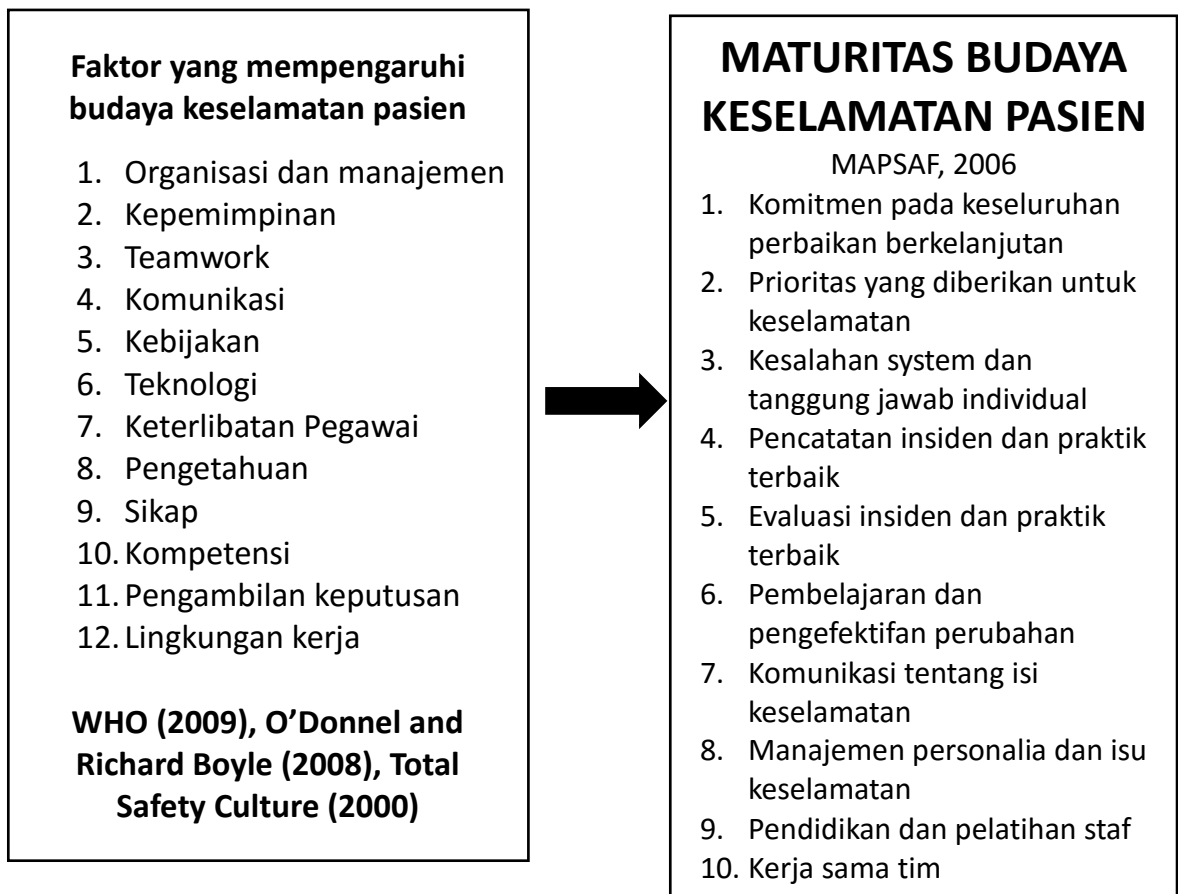 Faktor yang mempengaruhi
budaya keselamatan pasien
1. Organisasi dan manajemen
2. Kepemimpinan
3. Teamwork
4. Komunikasi
5. Kebijakan
6. Teknologi
7. Keterlibatan Pegawai
8. Pengetahuan
9. Sikap
10. Kompetensi
11. Pengambilan keputusan
12. Lingkungan kerja
WHO (2009), O’Donnel and
Richard Boyle (2008), Total
Safety Culture (2000)
MATURITAS BUDAYA
KESELAMATAN PASIEN
MAPSAF, 2006
1. Komitmen pada keseluruhan
perbaikan berkelanjutan
2. Prioritas yang diberikan untuk
keselamatan
3. Kesalahan system dan
tanggung jawab individual
4. Pencatatan insiden dan praktik
terbaik
5. Evaluasi insiden dan praktik
terbaik
6. Pembelajaran dan
pengefektifan perubahan
7. Komunikasi tentang isi
keselamatan
8. Manajemen personalia dan isu
keselamatan
9. Pendidikan dan pelatihan staf
10. Kerja sama tim